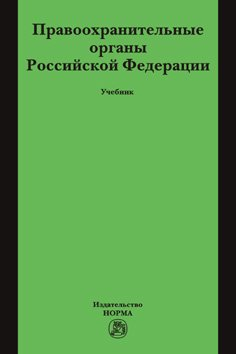 Правоохранительные
органы
Российской Федерации
Учебник
Издательство
НОРМА